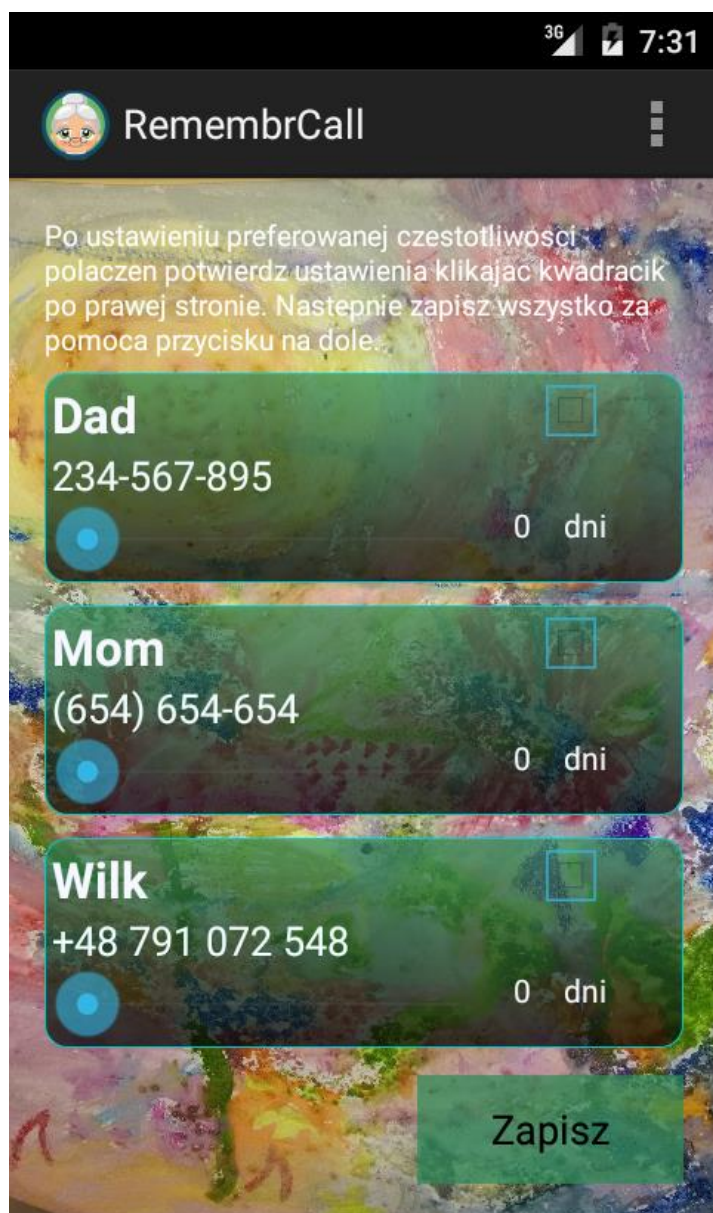 3G 7:31
RemembrCall
Po ustawieniu preferowanej czestotliwosci
polaczen potwierdz ustawienia klikajac kwadracik
po prawej stronie. Nastepnie zapisz wszystko za
pomoca przycisku na dole.
Dad
234-567-895
0 dni
Mom
(654) 654-654
0 dni
Wilk
+48 791 072 548
0 dni
Zapisz